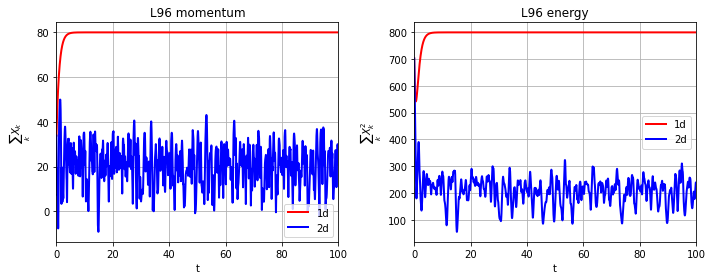 L96 momentum
80
60
40
20
0
∑ₖ Xₖ
0 20 40 60 80 100
t
1d
2d
L96 energy
800
700
600
500
400
300
200
100
∑ₖ Xₖ²
0 20 40 60 80 100
t
1d
2d